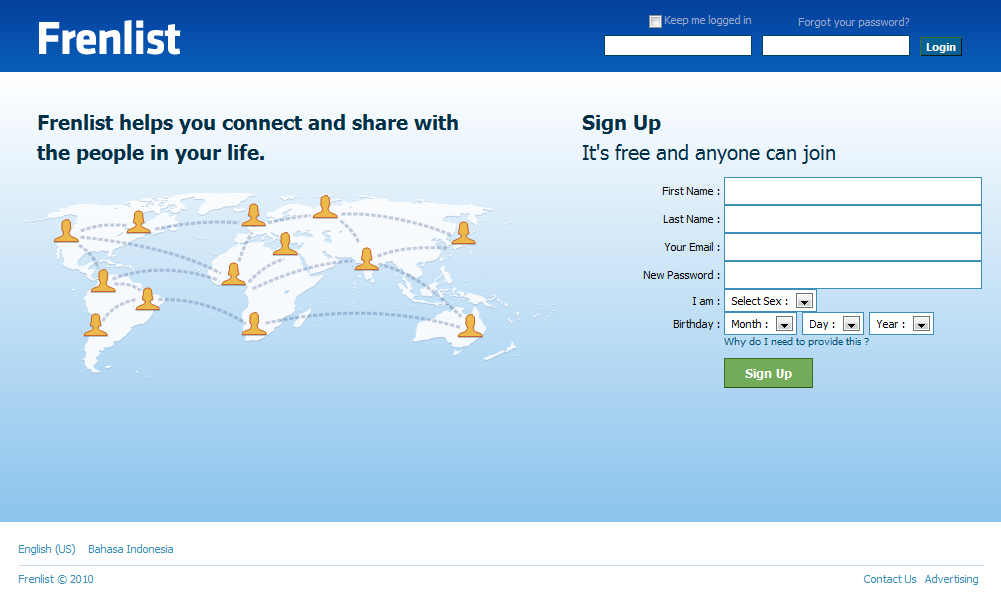 Frenlist
Keep me logged in
Forgot your password?
Login
Frenlist helps you connect and share with
the people in your life.
Sign Up
It's free and anyone can join
First Name :
Last Name :
Your Email :
New Password :
I am : Select Sex :
Birthday : Month : Day : Year :
Why do I need to provide this ?
Sign Up
English (US) Bahasa Indonesia
Frenlist © 2010
Contact Us Advertising